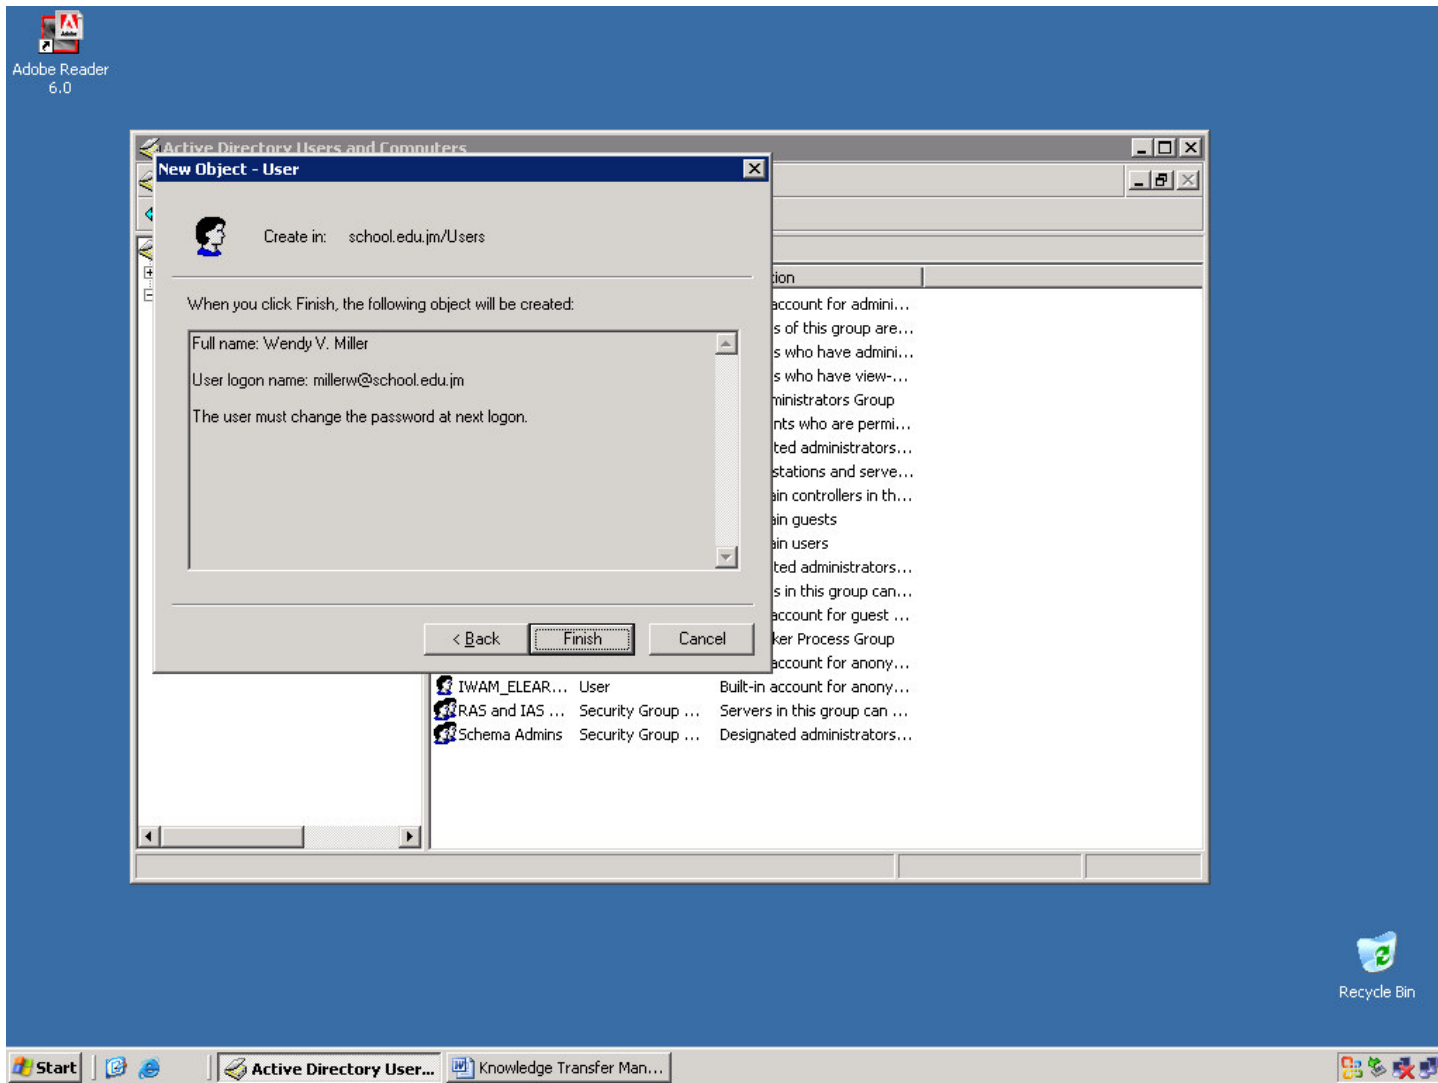 Adobe Reader
6.0
Active Directory Users and Computers
New Object - User
Create in: school.edu.jm/Users
When you click Finish, the following object will be created:
Full name: Wendy V. Miller
User logon name: millerw@school.edu.jm
The user must change the password at next logon.
< Back
Finish
Cancel
tion
account for admini...
s of this group are...
s who have admini...
s who have view-...
ministrators Group
nts who are permi...
ted administrators...
stations and serve...
ain controllers in th...
ain guests
ain users
ted administrators...
s in this group can...
account for guest ...
ker Process Group
account for anony...
IWAM_ELEAR... User Built-in account for anony...
RAS and IAS ... Security Group ... Servers in this group can ...
Schema Admins Security Group ... Designated administrators...
Recycle Bin
Start
Active Directory User...
Knowledge Transfer Man...